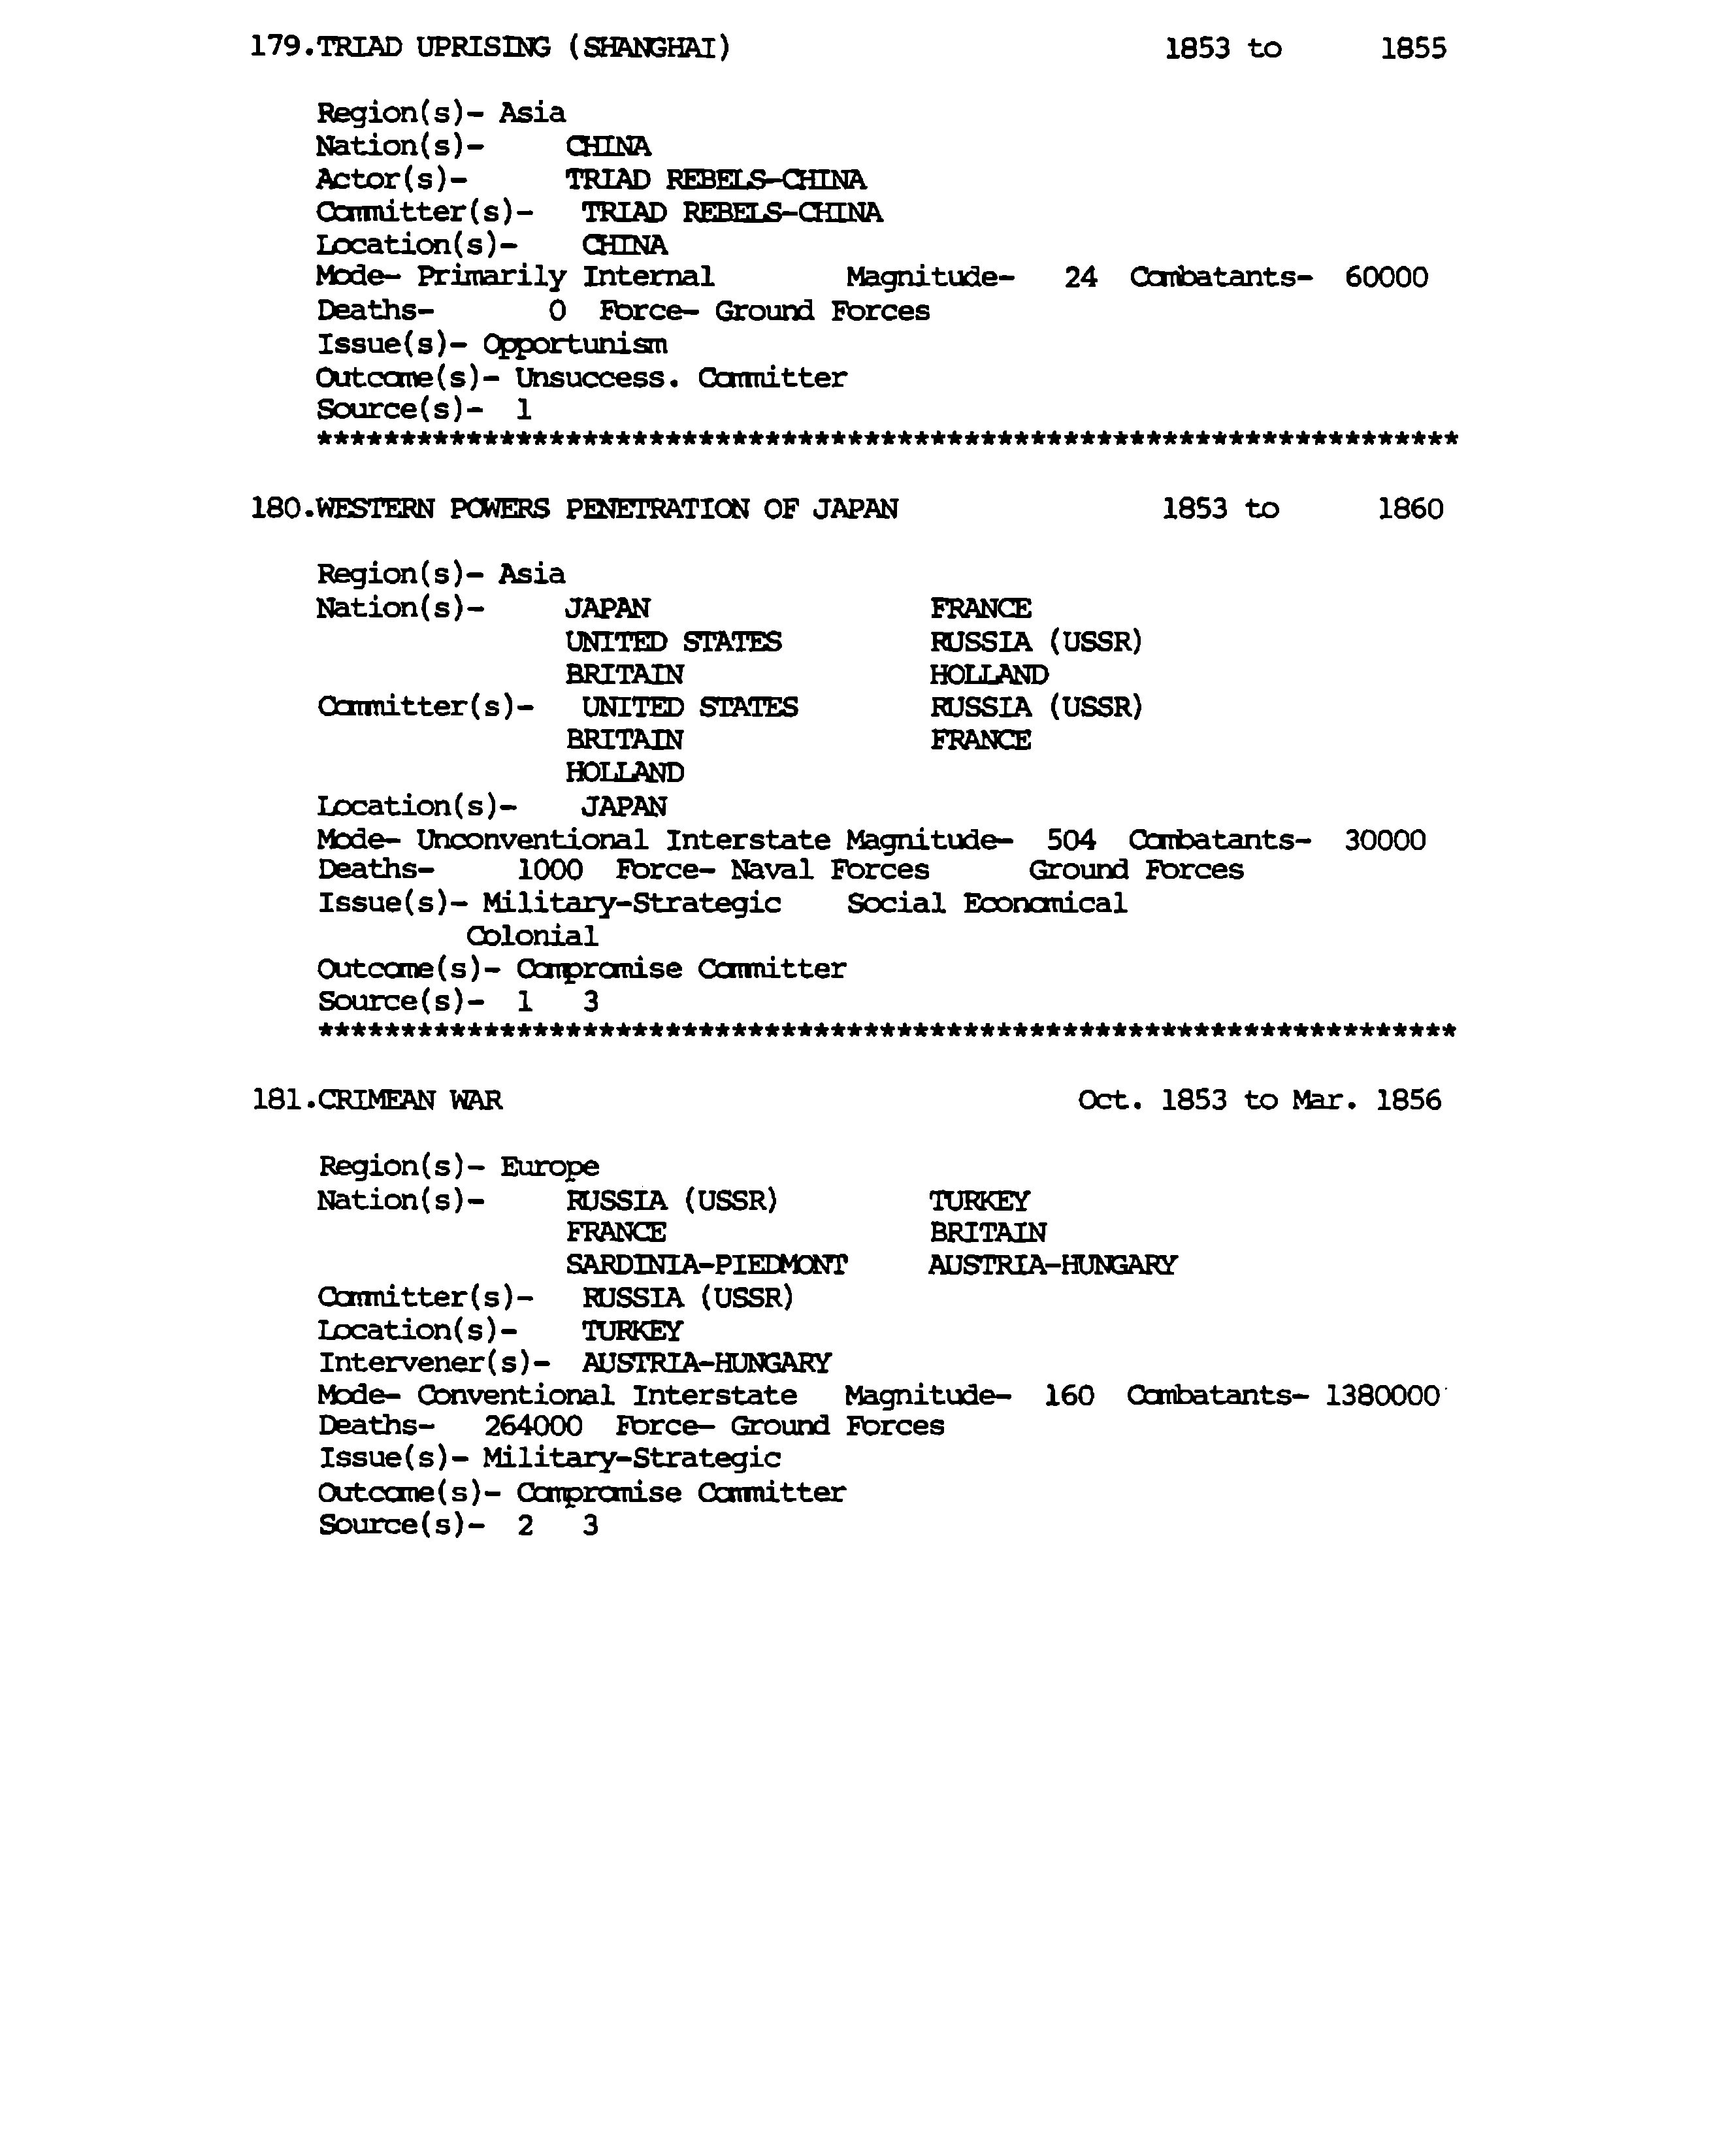 179.TRIAD UPRISING (SHANGHAI) 1853 to 1855
Region(s)- Asia
Nation(s)- CHINA
Actor(s)- TRIAD REBELS-CHINA
Committer(s)- TRIAD REBELS-CHINA
Location(s)- CHINA
Mode- Primarily Internal Magnitude- 24 Combatants- 60000
Deaths- 0 Force- Ground Forces
Issue(s)- Opportunism
Outcome(s)- Unsuccess. Committer
Source(s)- 1
*********************************************************************
180.WESTERN POWERS PENETRATION OF JAPAN 1853 to 1860
Region(s)- Asia
Nation(s)- JAPAN FRANCE
UNITED STATES RUSSIA (USSR)
BRITAIN HOLLAND
Committer(s)- UNITED STATES RUSSIA (USSR)
BRITAIN FRANCE
HOLLAND
Location(s)- JAPAN
Mode- Unconventional Interstate Magnitude- 504 Combatants- 30000
Deaths- 1000 Force- Naval Forces Ground Forces
Issue(s)- Military-Strategic Social Economical
Colonial
Outcome(s)- Compromise Committer
Source(s)- 1 3
*********************************************************************
181.CRIMEAN WAR Oct. 1853 to Mar. 1856
Region(s)- Europe
Nation(s)- RUSSIA (USSR) TURKEY
FRANCE BRITAIN
SARDINIA-PIEDMONT AUSTRIA-HUNGARY
Committer(s)- RUSSIA (USSR)
Location(s)- TURKEY
Intervener(s)- AUSTRIA-HUNGARY
Mode- Conventional Interstate Magnitude- 160 Combatants- 1380000
Deaths- 264000 Force- Ground Forces
Issue(s)- Military-Strategic
Outcome(s)- Compromise Committer
Source(s)- 2 3